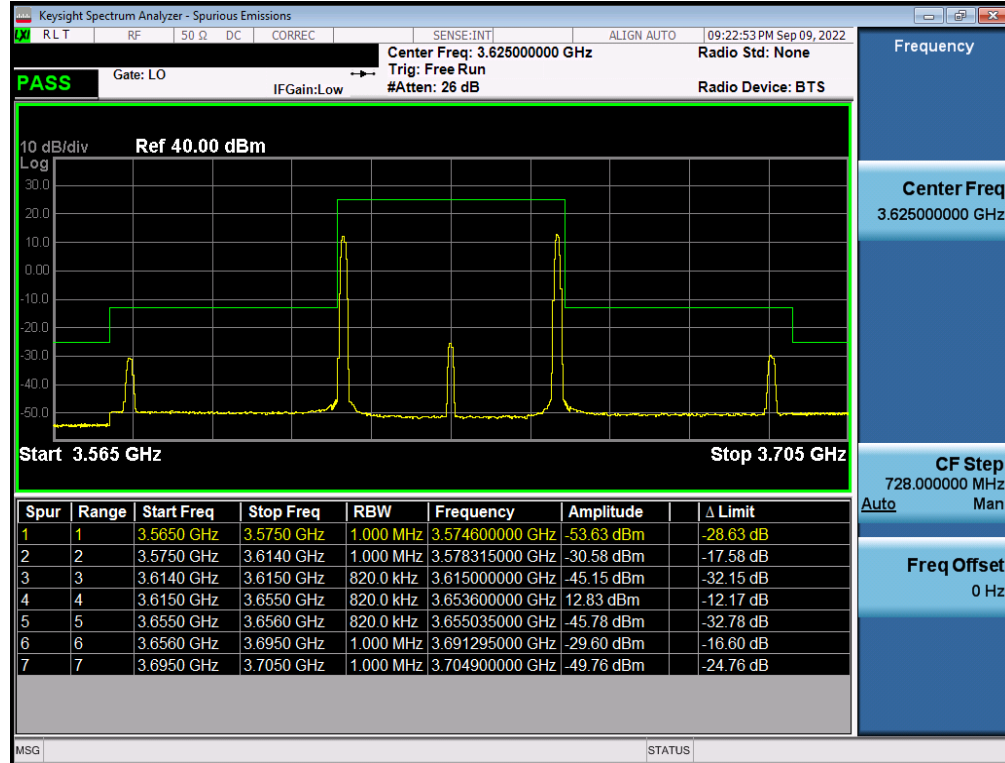 Keysight Spectrum Analyzer - Spurious Emissions
LXI RLT RF 50 Ω DC CORREC SENSE:INT ALIGN AUTO 09:22:53 PM Sep 09, 2022
Center Freq: 3.625000000 GHz Radio Std: None
Gate: LO Trig: Free Run
PASS IFGain:Low #Atten: 26 dB Radio Device: BTS
Frequency
10 dB/div Ref 40.00 dBm
Log
30.0
20.0
10.0
0.00
-10.0
-20.0
-30.0
-40.0
-50.0
Start 3.565 GHz Stop 3.705 GHz
Center Freq
3.625000000 GHz
CF Step
728.000000 MHz
Auto Man
Freq Offset
0 Hz
Spur Range Start Freq Stop Freq RBW Frequency Amplitude Δ Limit
1 1 3.5650 GHz 3.5750 GHz 1.000 MHz 3.574600000 GHz -53.63 dBm -28.63 dB
2 2 3.5750 GHz 3.6140 GHz 1.000 MHz 3.578315000 GHz -30.58 dBm -17.58 dB
3 3 3.6140 GHz 3.6150 GHz 820.0 kHz 3.615000000 GHz -45.15 dBm -32.15 dB
4 4 3.6150 GHz 3.6550 GHz 820.0 kHz 3.653600000 GHz 12.83 dBm -12.17 dB
5 5 3.6550 GHz 3.6560 GHz 820.0 kHz 3.655035000 GHz -45.78 dBm -32.78 dB
6 6 3.6560 GHz 3.6950 GHz 1.000 MHz 3.691295000 GHz -29.60 dBm -16.60 dB
7 7 3.6950 GHz 3.7050 GHz 1.000 MHz 3.704900000 GHz -49.76 dBm -24.76 dB
MSG STATUS